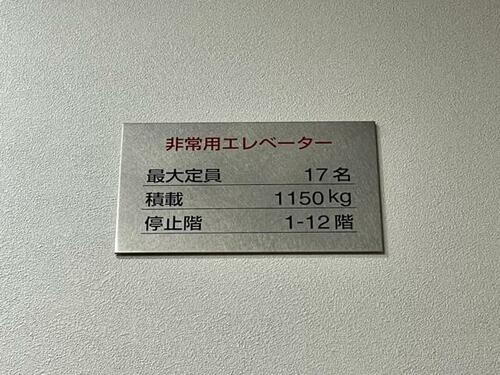 非常用エレベーター
最大定員 17名
積載 1150kg
停止階 1-12階